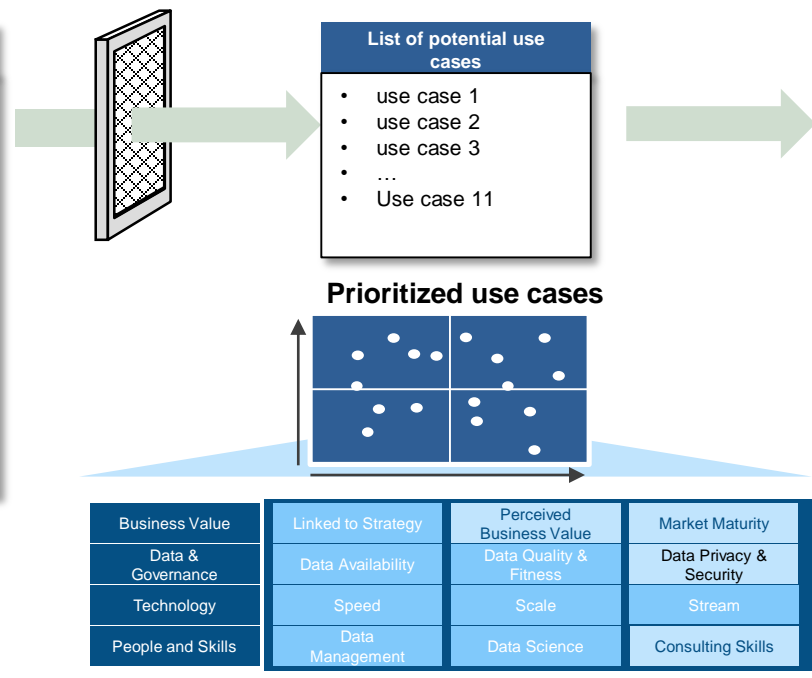 List of potential use
cases
• use case 1
• use case 2
• use case 3
• …
• Use case 11
Prioritized use cases
Business Value
Linked to Strategy
Perceived
Business Value
Market Maturity
Data &
Governance
Data Availability
Data Quality &
Fitness
Data Privacy &
Security
Technology
Speed
Scale
Stream
People and Skills
Data
Management
Data Science
Consulting Skills